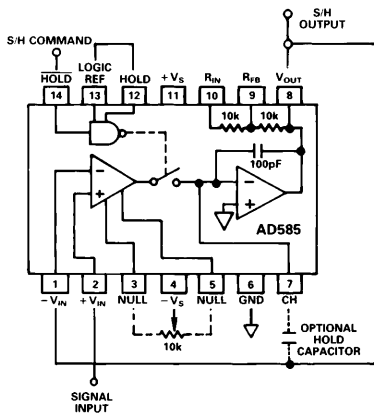 S/H OUTPUT
S/H COMMAND
HOLD
LOGIC REF
HOLD
+VS
RIN
RFB
VOUT
14
13
12
11
10
9
8
10k
10k
100pF
−
+
−
+
AD585
1
2
3
4
5
6
7
−VIN
+VIN
NULL
−VS
NULL
GND
CH
10k
OPTIONAL
HOLD
CAPACITOR
SIGNAL
INPUT